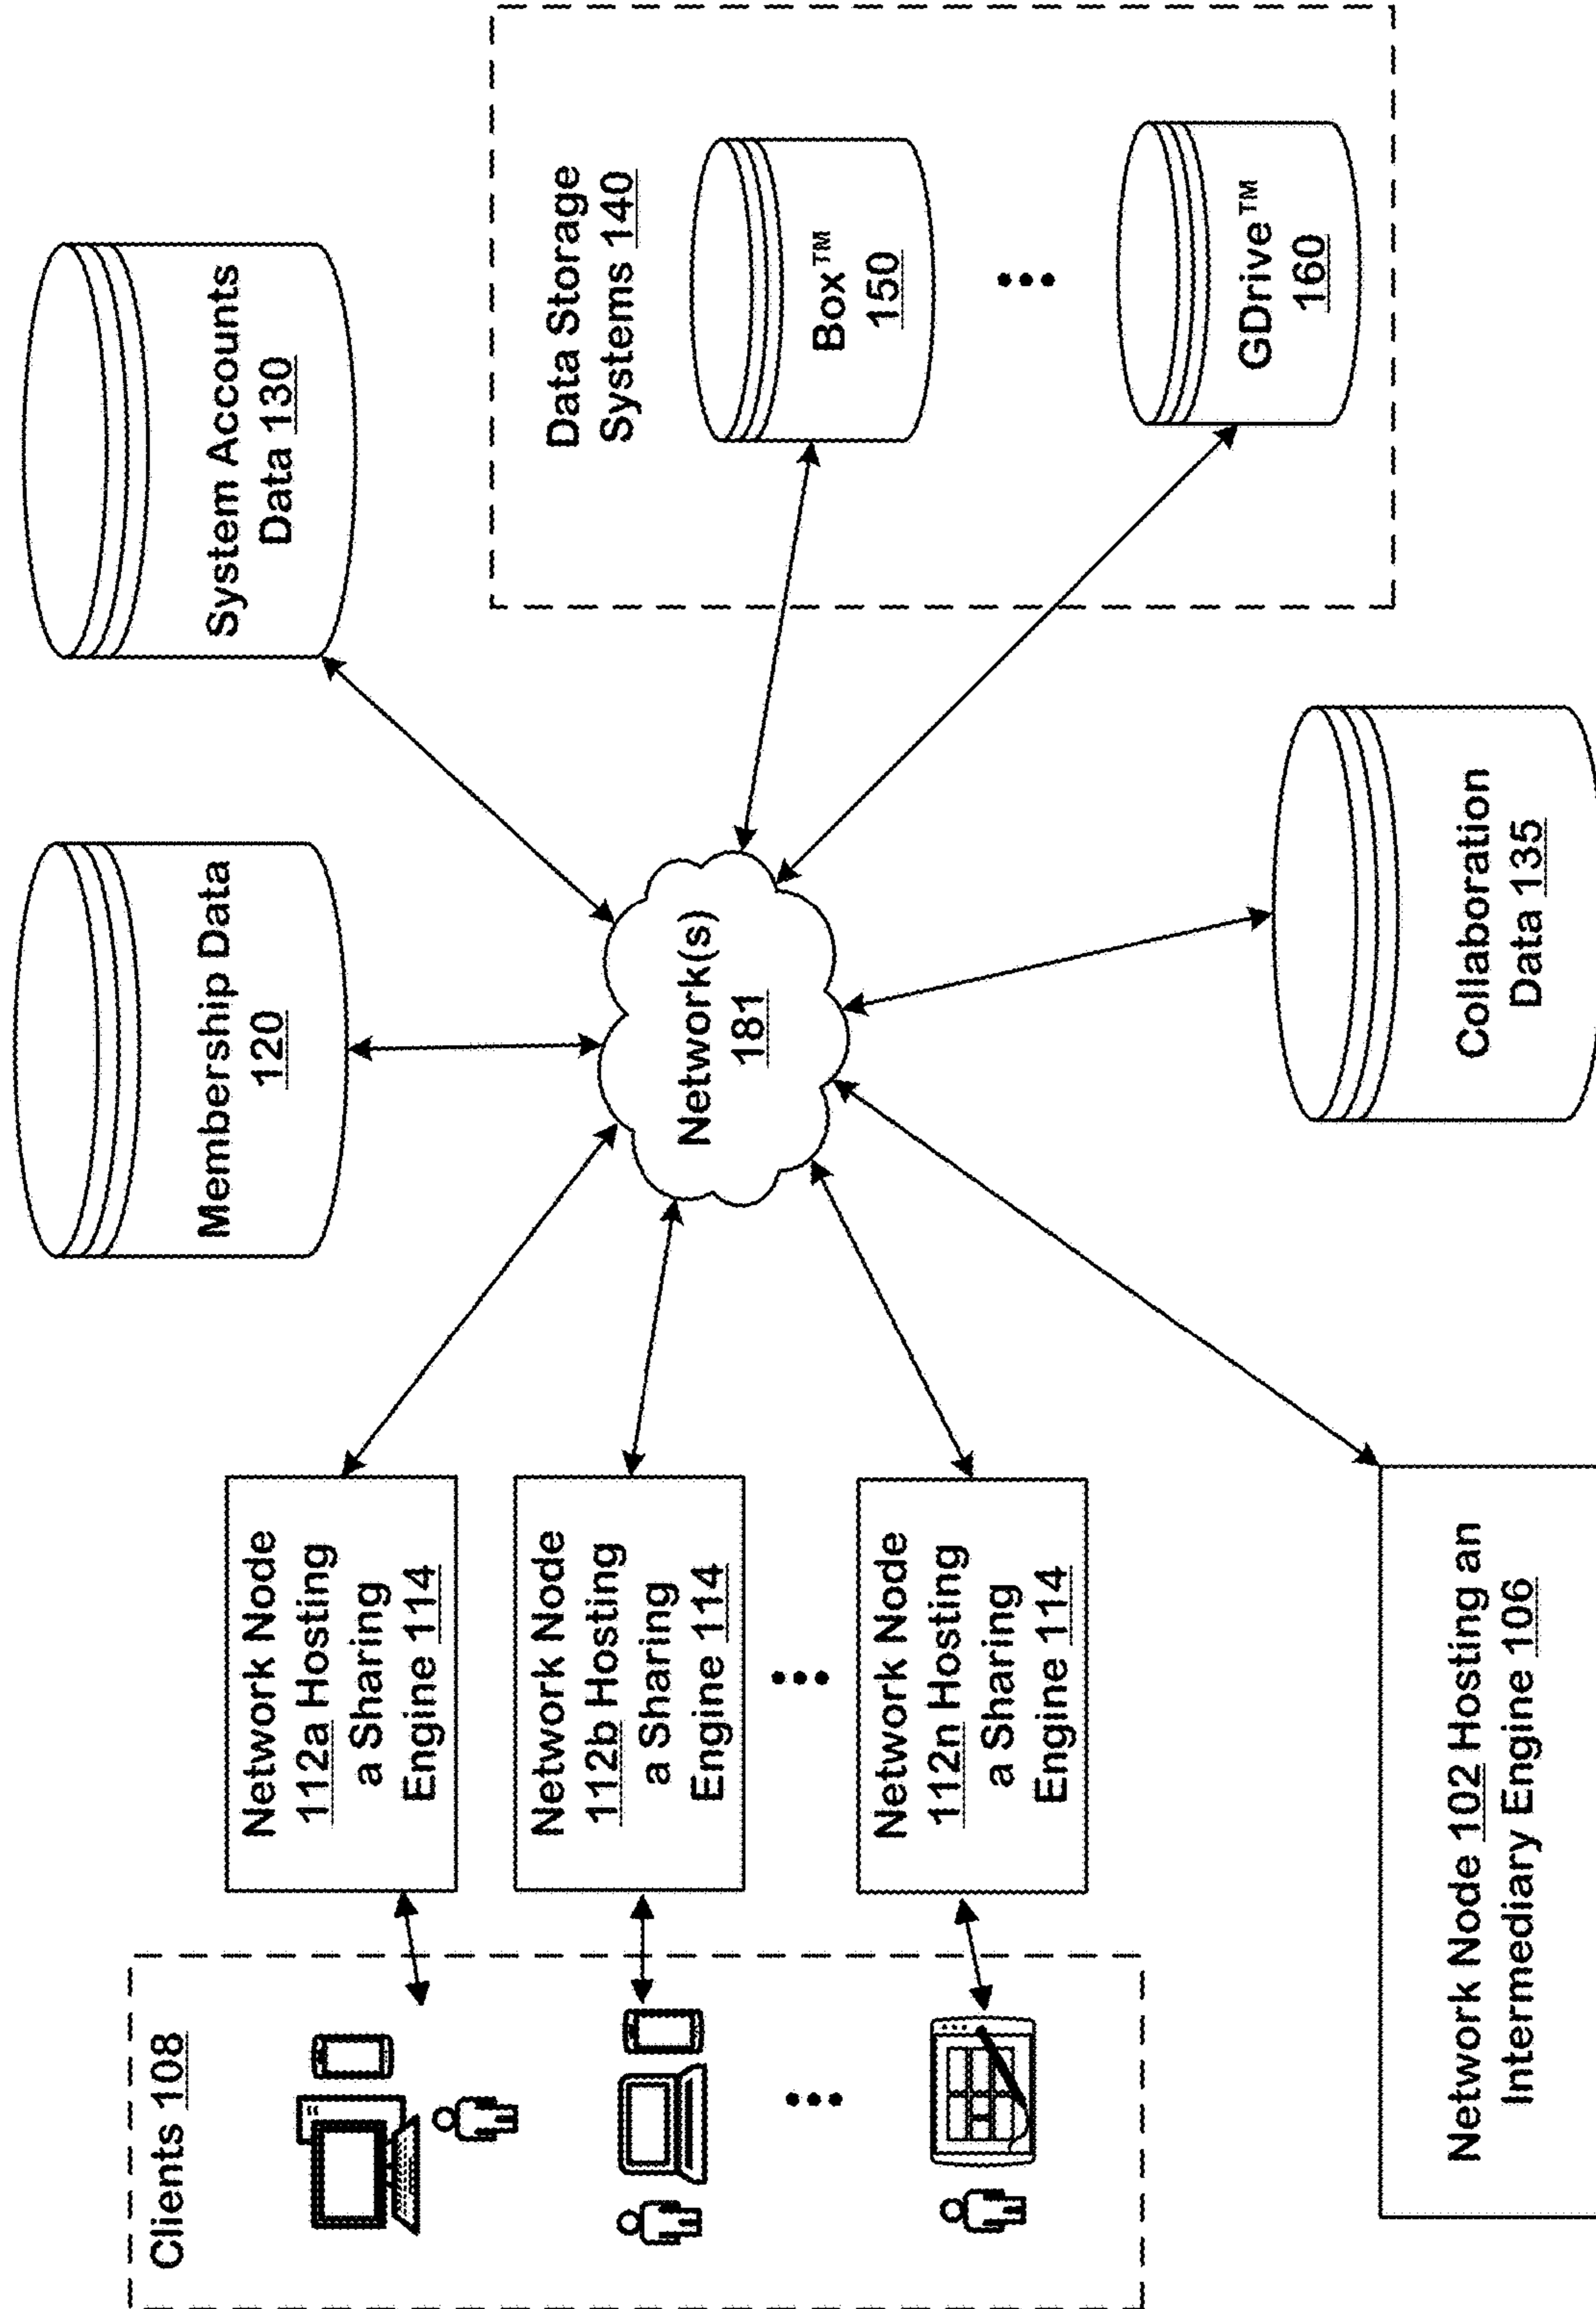 Clients 108
Network Node
112a Hosting
a Sharing
Engine 114
Network Node
112b Hosting
a Sharing
Engine 114
Network Node
112n Hosting
a Sharing
Engine 114
Network Node 102 Hosting an
Intermediary Engine 106
Membership Data
120
System Accounts
Data 130
Network(s)
181
Data Storage
Systems 140
Box™
150
GDrive™
160
Collaboration
Data 135